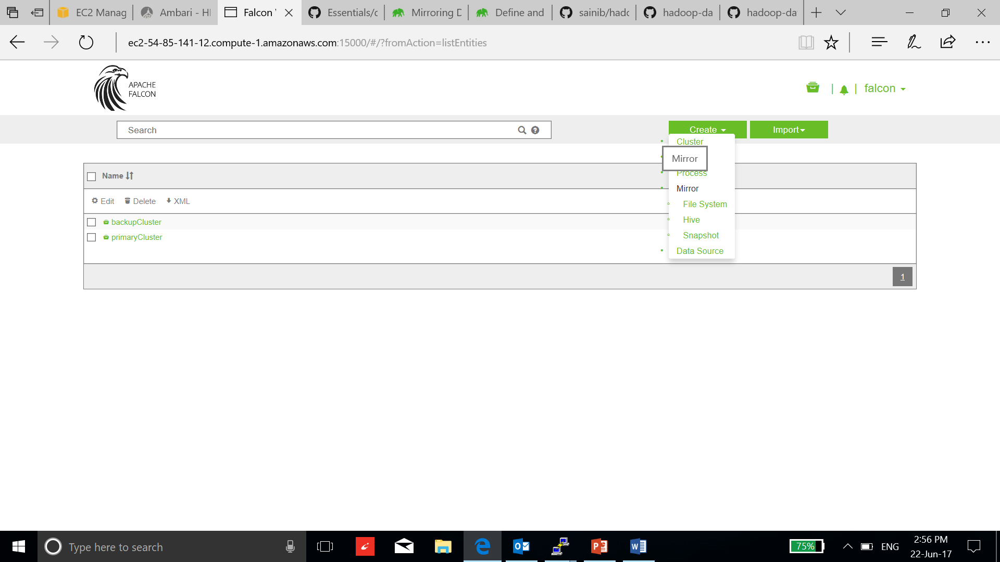 EC2 Manag
Ambari - H
Falcon
Essentials/c
Mirroring D
Define and
sainib/hadc
hadoop-da
hadoop-da
ec2-54-85-141-12.compute-1.amazonaws.com:15000/#/?fromAction=listEntities
APACHE
FALCON
falcon
Search
Create
Import
Cluster
Mirror
Process
Mirror
File System
Hive
Snapshot
Data Source
Name
Edit Delete XML
backupCluster
primaryCluster
1
Type here to search
75%
ENG
2:56 PM
22-Jun-17